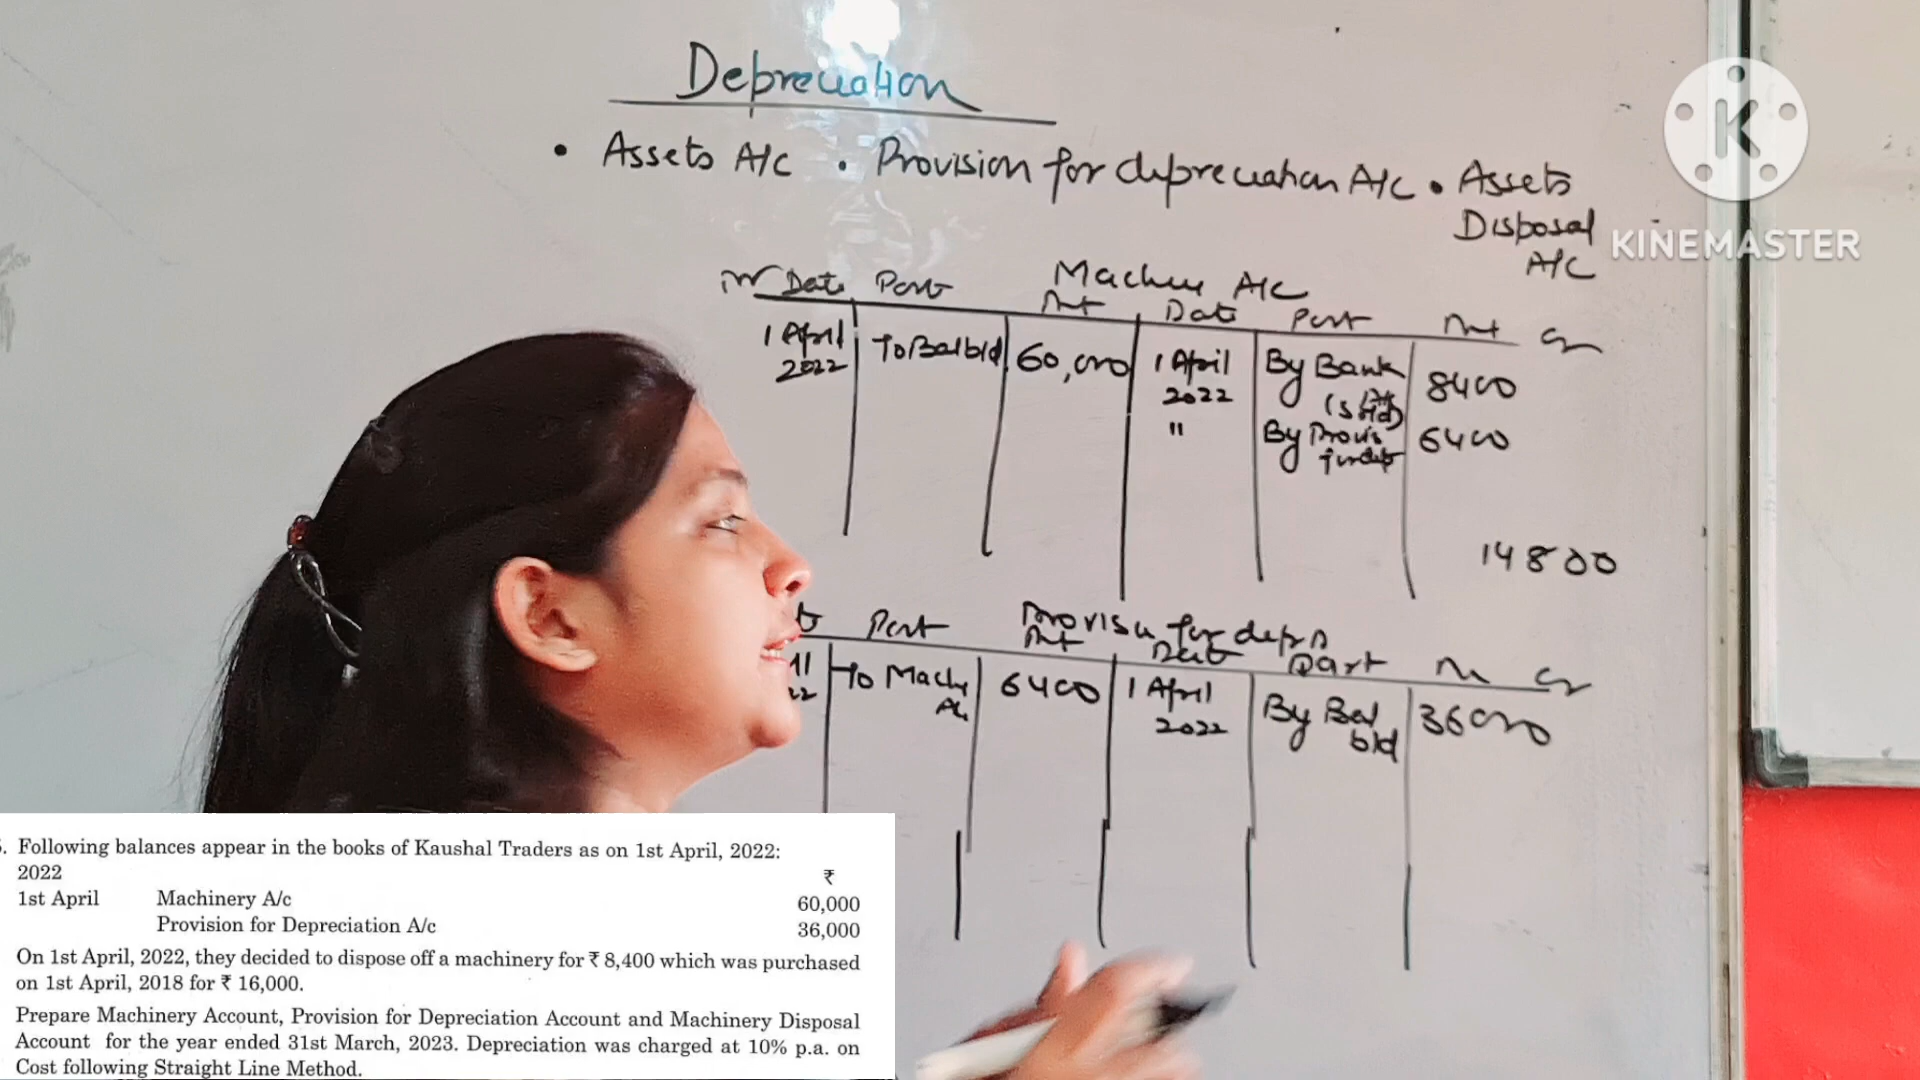 Depreciation
• Assets A/C • Provision for depreciation A/C • Assets
Disposal
A/C
KINEMASTER
Machine A/C
Date Part Amt Date Part Amt Cr
1 April
2022
To Bal b/d 60,000
1 April
2022
By Bank
8400
"
By Provis
for dep
6400
14800
Provision for depn
Part Amt Date Part Cr
To Mach
A/c
6400
1 April
2022
By Bal
b/d
36000
. Following balances appear in the books of Kaushal Traders as on 1st April, 2022:
2022 ₹
1st April Machinery A/c 60,000
Provision for Depreciation A/c 36,000
On 1st April, 2022, they decided to dispose off a machinery for ₹ 8,400 which was purchased
on 1st April, 2018 for ₹ 16,000.
Prepare Machinery Account, Provision for Depreciation Account and Machinery Disposal
Account for the year ended 31st March, 2023. Depreciation was charged at 10% p.a. on
Cost following Straight Line Method.